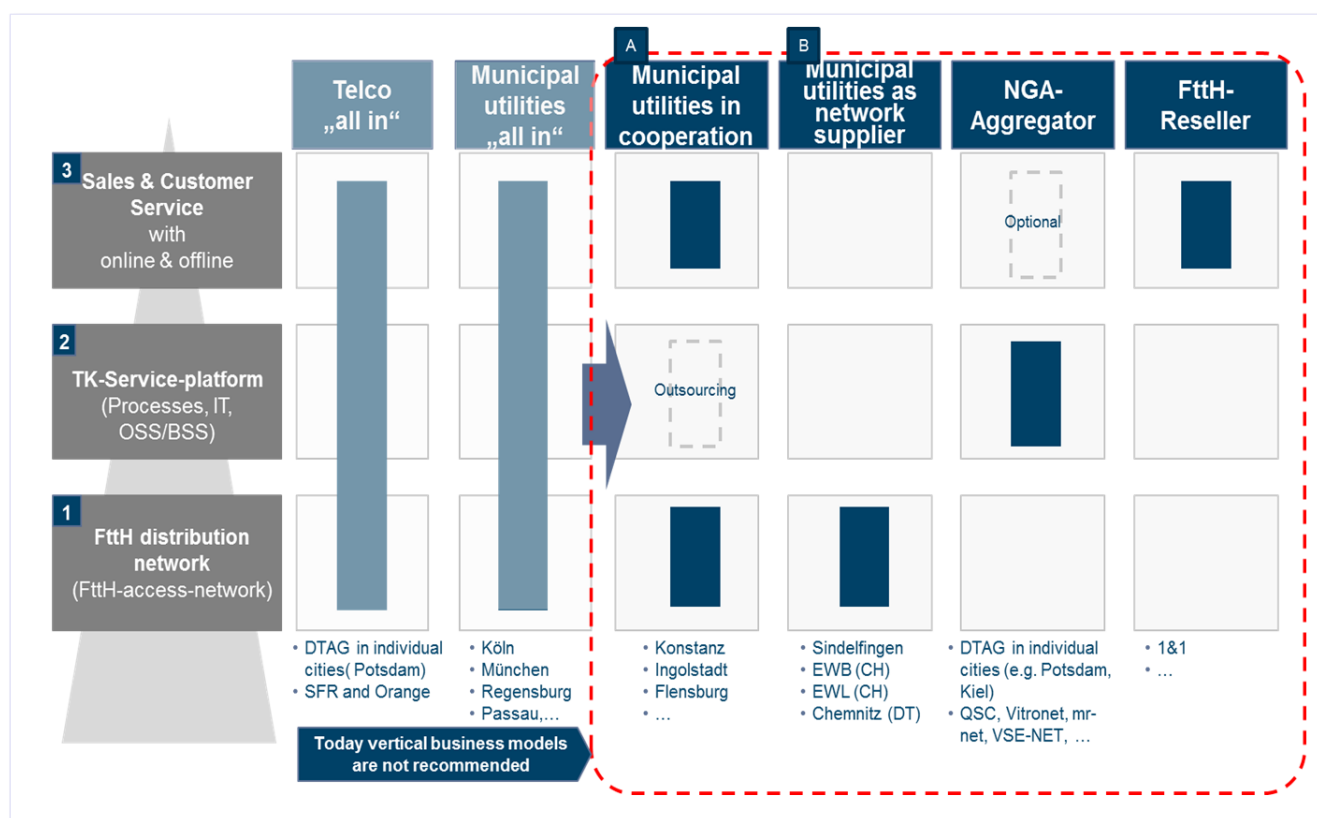 A
B
Telco
„all in“
Municipal
utilities
„all in“
Municipal
utilities in
cooperation
Municipal
utilities as
network
supplier
NGA-
Aggregator
FttH-
Reseller
3
Sales & Customer
Service
with
online & offline
Optional
2
TK-Service-platform
(Processes, IT,
OSS/BSS)
Outsourcing
1
FttH distribution
network
(FttH-access-network)
• DTAG in individual
cities( Potsdam)
• SFR and Orange
• Köln
• München
• Regensburg
• Passau,…
• Konstanz
• Ingolstadt
• Flensburg
• …
• Sindelfingen
• EWB (CH)
• EWL (CH)
• Chemnitz (DT)
• DTAG in individual
cities (e.g. Potsdam,
Kiel)
• QSC, Vitronet, mr-
net, VSE-NET, …
• 1&1
• …
Today vertical business models
are not recommended